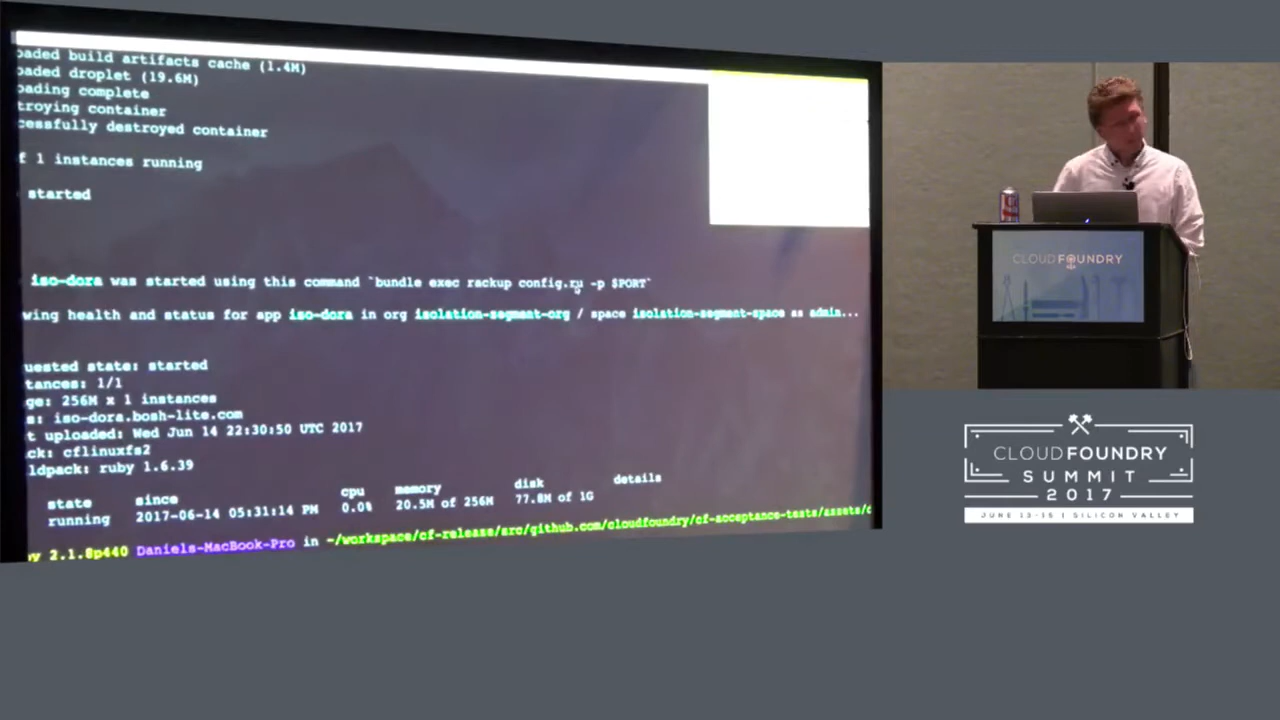 oaded build artifacts cache (1.4M)
oaded droplet (19.6M)
oading complete
troying container
cessfully destroyed container
f 1 instances running
started
iso-dora was started using this command `bundle exec rackup config.ru -p $PORT`
wing health and status for app iso-dora in org isolation-segment-org / space isolation-segment-space as admin...
uested state: started
tances: 1/1
ge: 256M x 1 instances
s: iso-dora.bosh-lite.com
t uploaded: Wed Jun 14 22:30:50 UTC 2017
ck: cflinuxfs2
ldpack: ruby 1.6.39
state since cpu memory disk details
running 2017-06-14 05:31:14 PM 0.0% 20.5M of 256M 77.8M of 1G
by 2.1.8p440 Daniels-MacBook-Pro in ~/workspace/cf-release/src/github.com/cloudfoundry/cf-acceptance-tests/assets/d
CLOUDFOUNDRY
CLOUDFOUNDRY
SUMMIT
2017
JUNE 13-15 | SILICON VALLEY